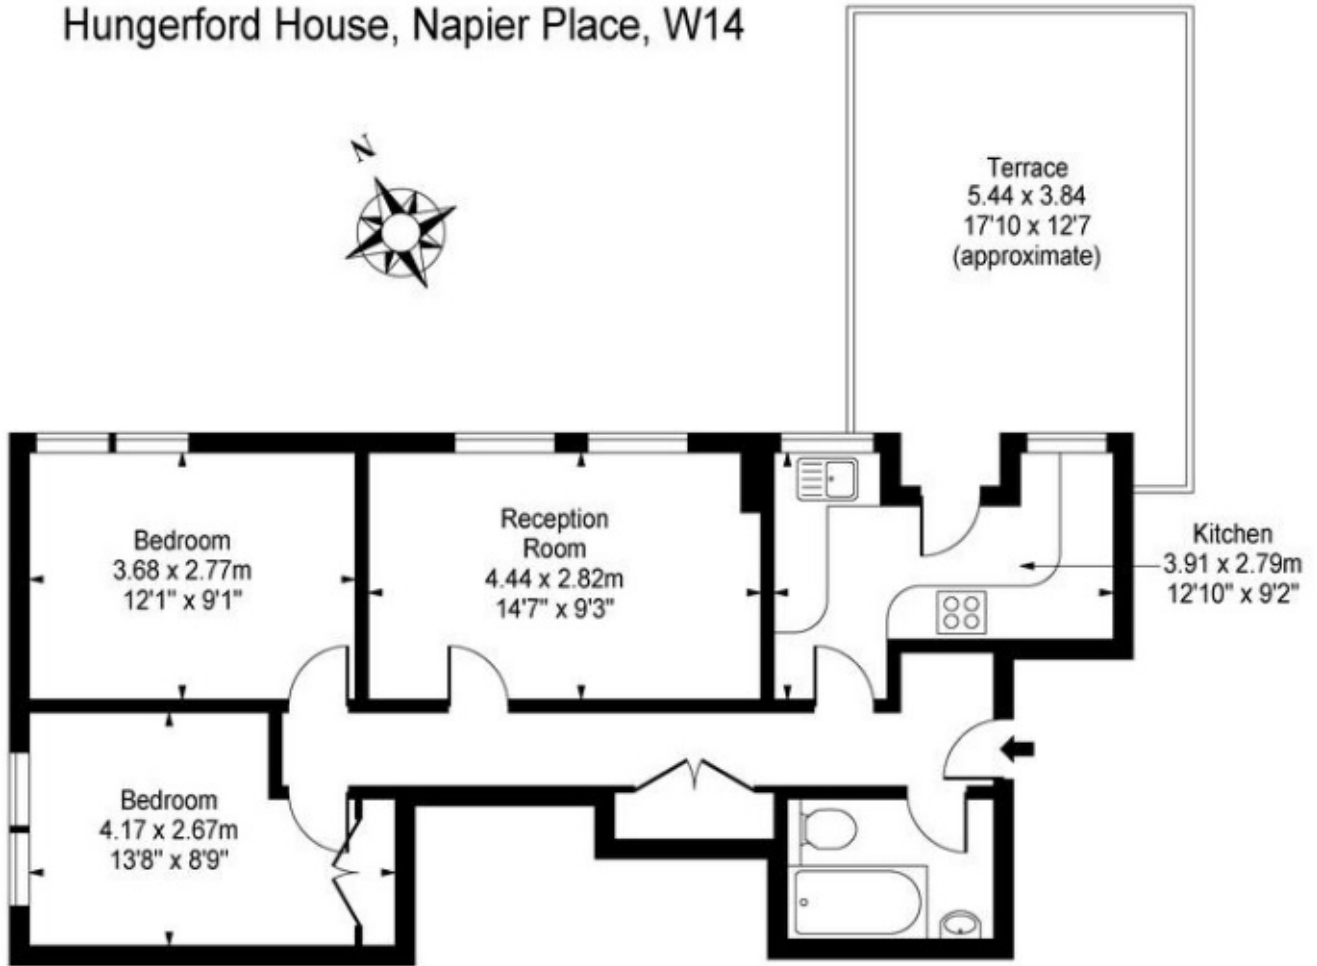 Hungerford House, Napier Place, W14
N
Terrace
5.44 x 3.84
17'10 x 12'7
(approximate)
Bedroom
3.68 x 2.77m
12'1" x 9'1"
Reception
Room
4.44 x 2.82m
14'7" x 9'3"
Kitchen
3.91 x 2.79m
12'10" x 9'2"
Bedroom
4.17 x 2.67m
13'8" x 8'9"